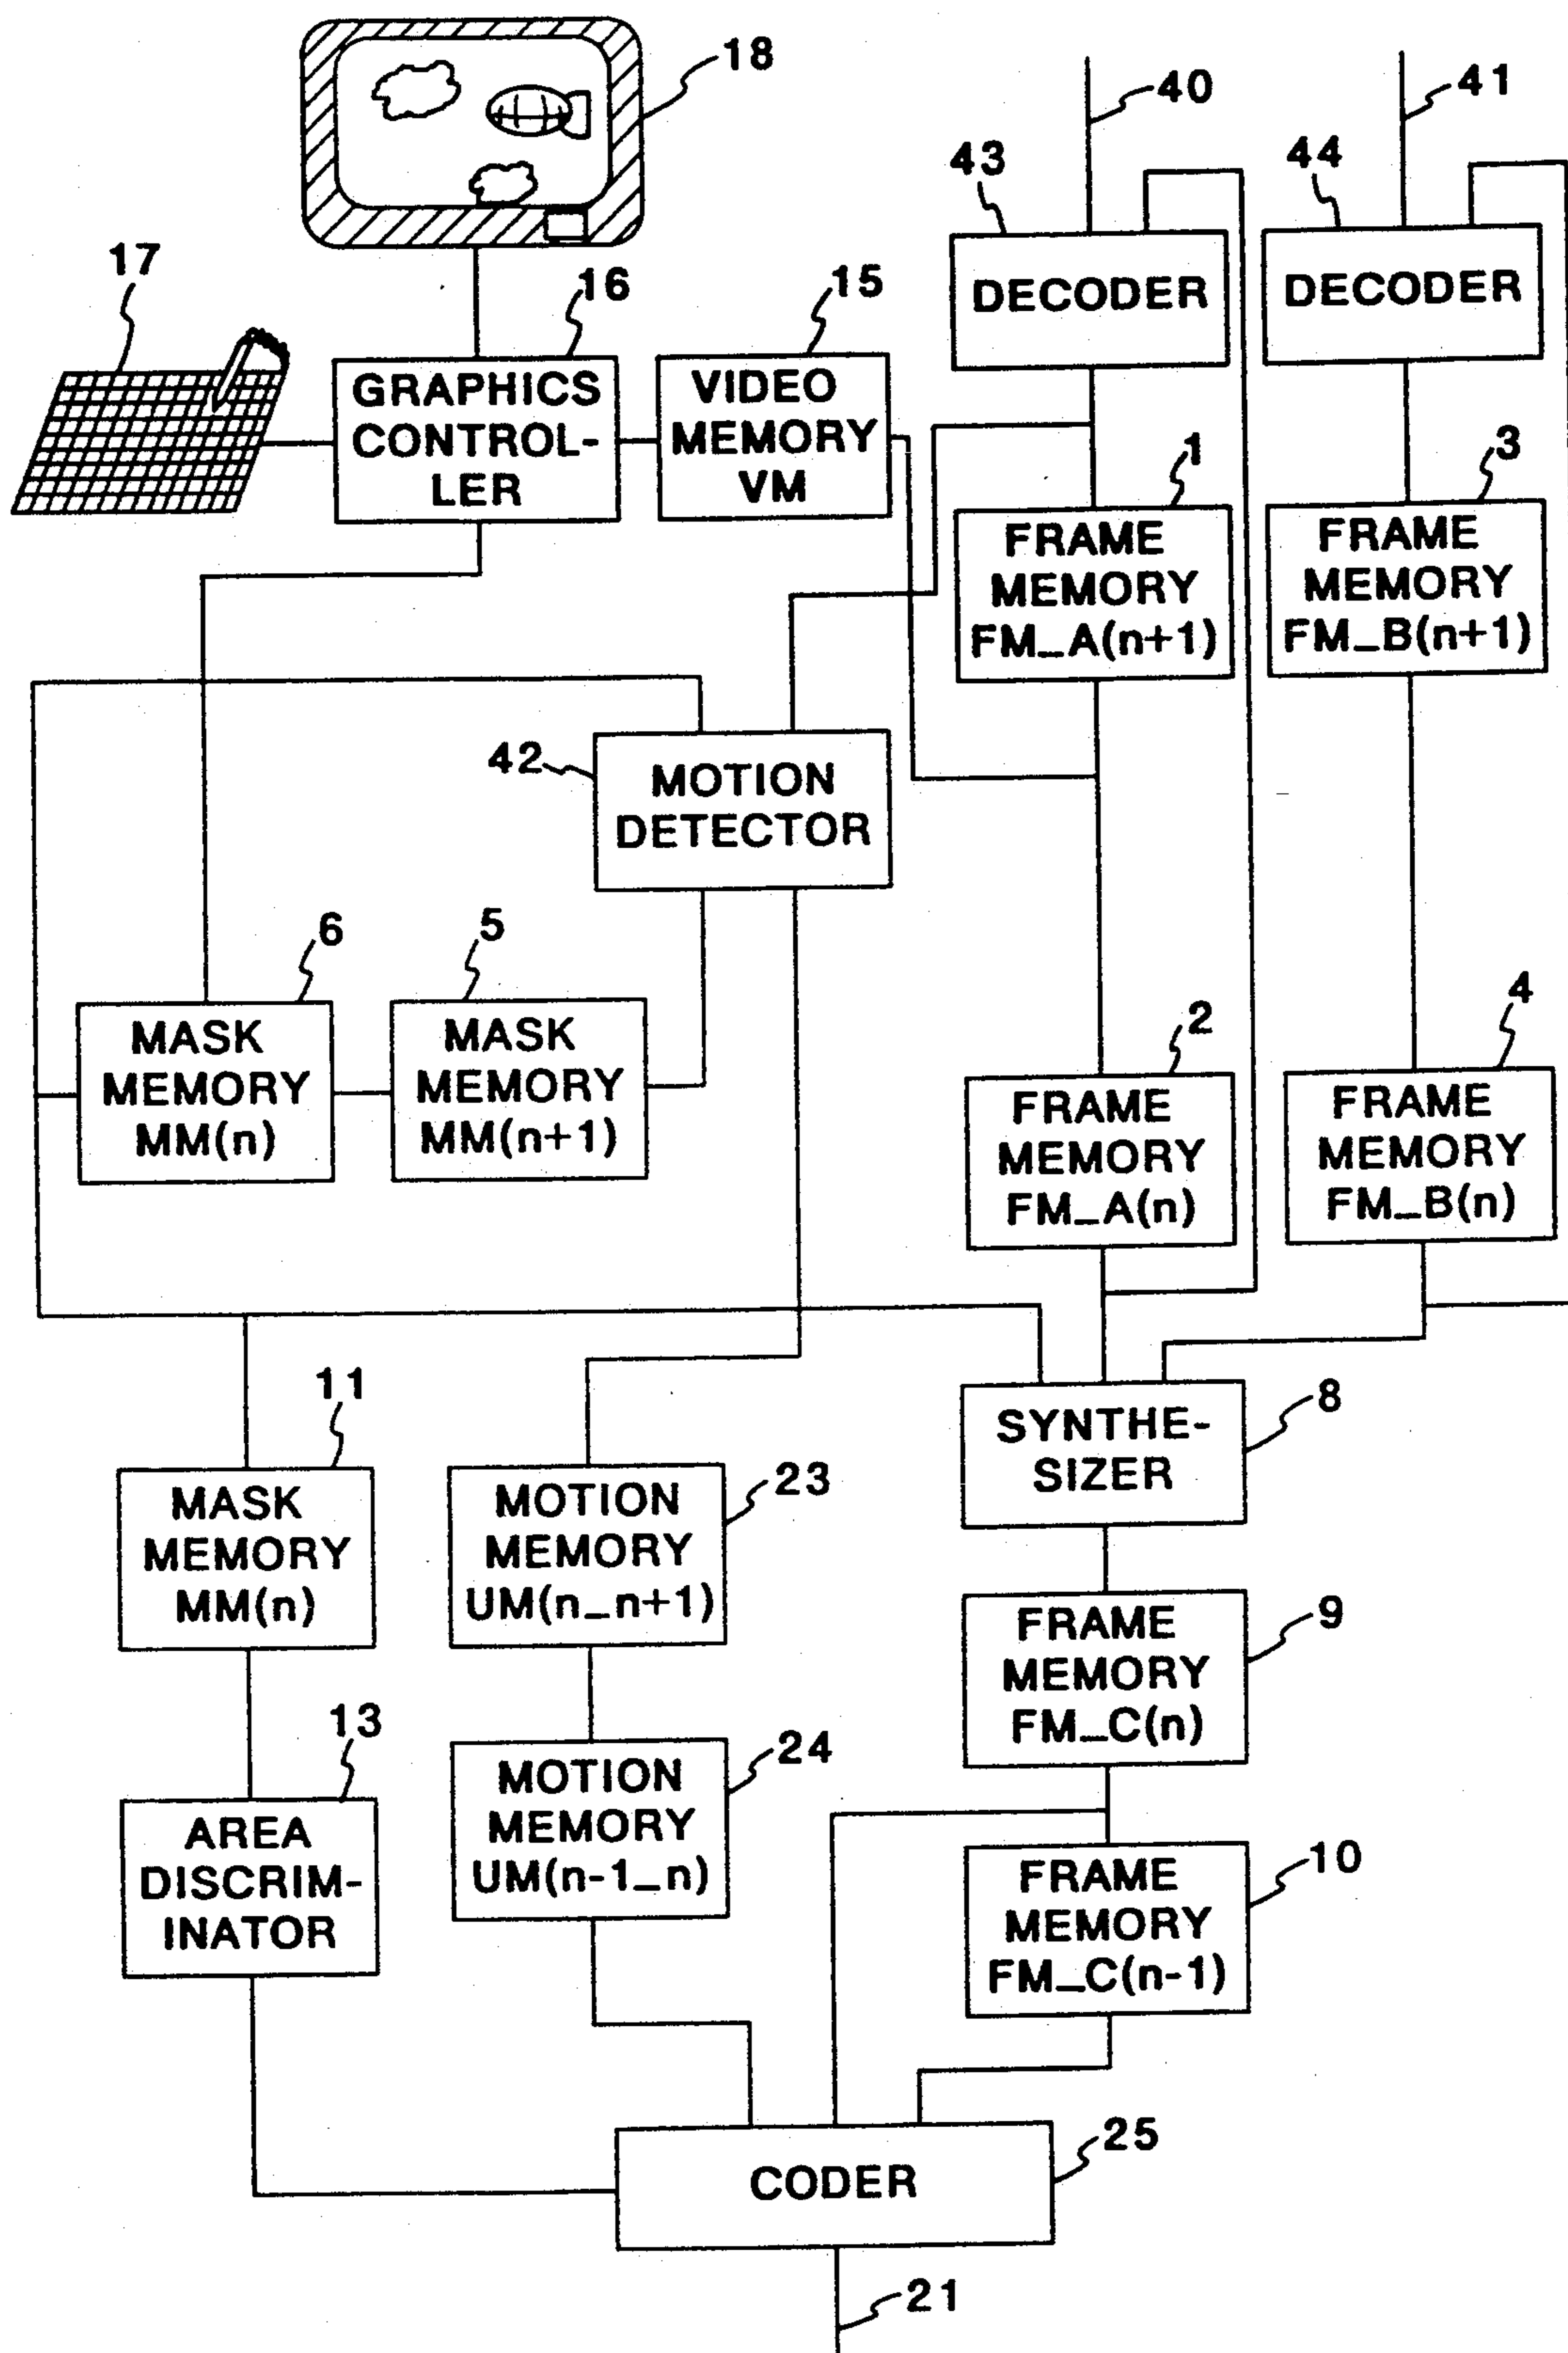 18
40
41
43
44
DECODER
DECODER
17
16
15
GRAPHICS
CONTROL-
LER
VIDEO
MEMORY
VM
1
FRAME
MEMORY
FM_A(n+1)
3
FRAME
MEMORY
FM_B(n+1)
42
MOTION
DETECTOR
6
MASK
MEMORY
MM(n)
5
MASK
MEMORY
MM(n+1)
2
FRAME
MEMORY
FM_A(n)
4
FRAME
MEMORY
FM_B(n)
11
MASK
MEMORY
MM(n)
23
MOTION
MEMORY
UM(n_n+1)
8
SYNTHE-
SIZER
9
FRAME
MEMORY
FM_C(n)
13
AREA
DISCRIM-
INATOR
24
MOTION
MEMORY
UM(n-1_n)
10
FRAME
MEMORY
FM_C(n-1)
25
CODER
21